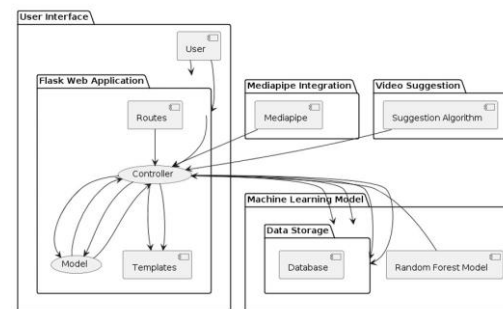 User Interface
User
Flask Web Application
Mediapipe Integration
Video Suggestion
Routes
Mediapipe
Suggestion Algorithm
Controller
Machine Learning Model
Data Storage
Model
Templates
Database
Random Forest Model